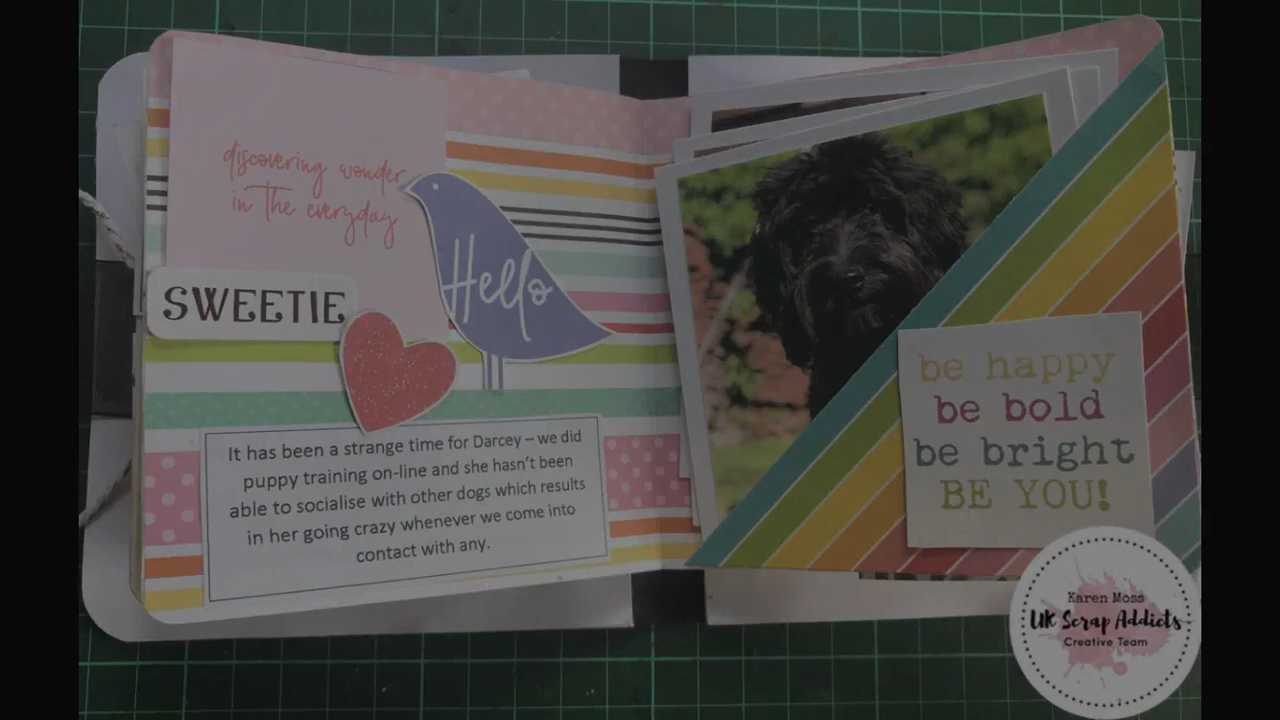 discovering wonder
in the everyday
Hello
SWEETIE
It has been a strange time for Darcey – we did
puppy training on-line and she hasn't been
able to socialise with other dogs which results
in her going crazy whenever we come into
contact with any.
be happy
be bold
be bright
BE YOU!
Karen Moss
UK Scrap Addicts
Creative Team